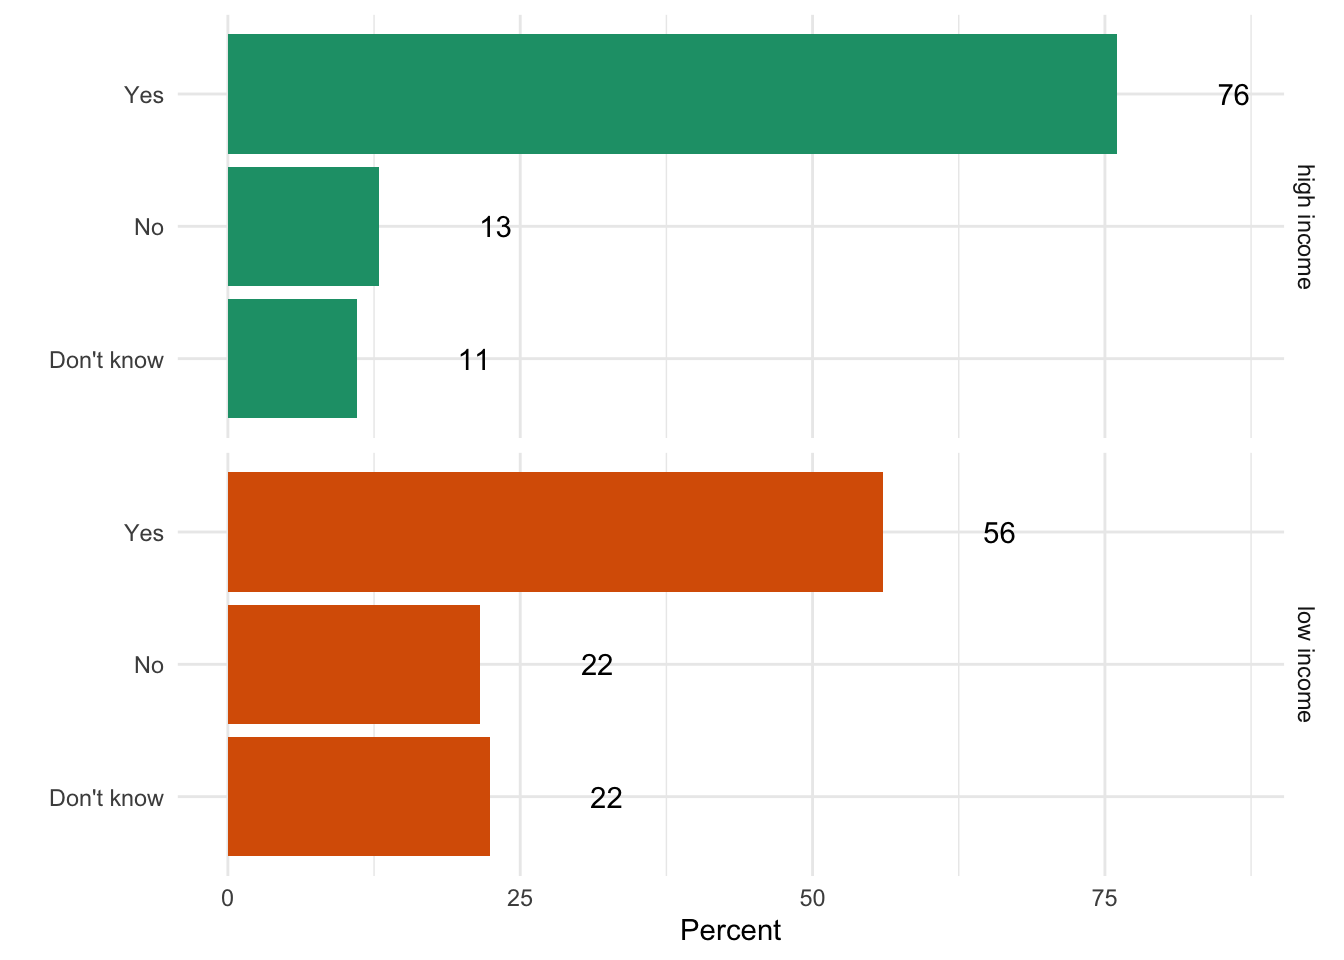 Yes
76
No
13
Don't know
11
high income
Yes
56
No
22
Don't know
22
low income
0 25 50 75
Percent